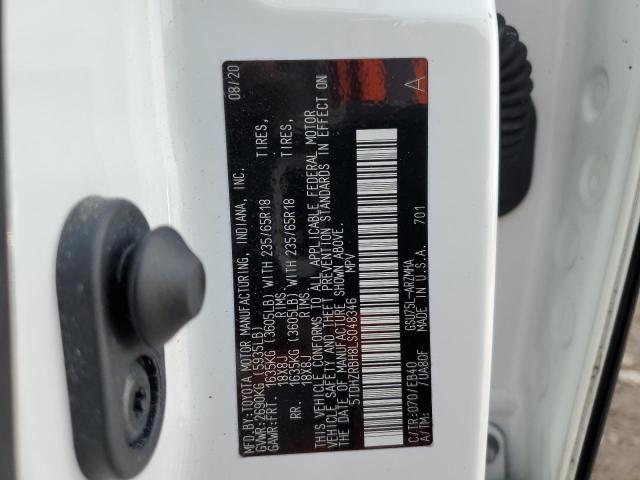 MFD.BY:TOYOTA MOTOR MANUFACTURING, INDIANA, INC. 08/20
GVWR:2690KG (5935LB)
GAWR:FRT. 1635KG (3605LB) WITH 235/65R18 TIRES,
18X8J RIMS
RR. 1635KG (3605LB) WITH 235/65R18 TIRES,
18X8J RIMS
THIS VEHICLE CONFORMS TO ALL APPLICABLE FEDERAL MOTOR
VEHICLE SAFETY AND THEFT PREVENTION STANDARDS IN EFFECT ON
THE DATE OF MANUFACTURE SHOWN ABOVE.
5TDHZRBH8LS048346 MPV A
C/TR:070/FB40 GSU75L-ARZMHA
A/TM: /UA80F MADE IN U.S.A. 701